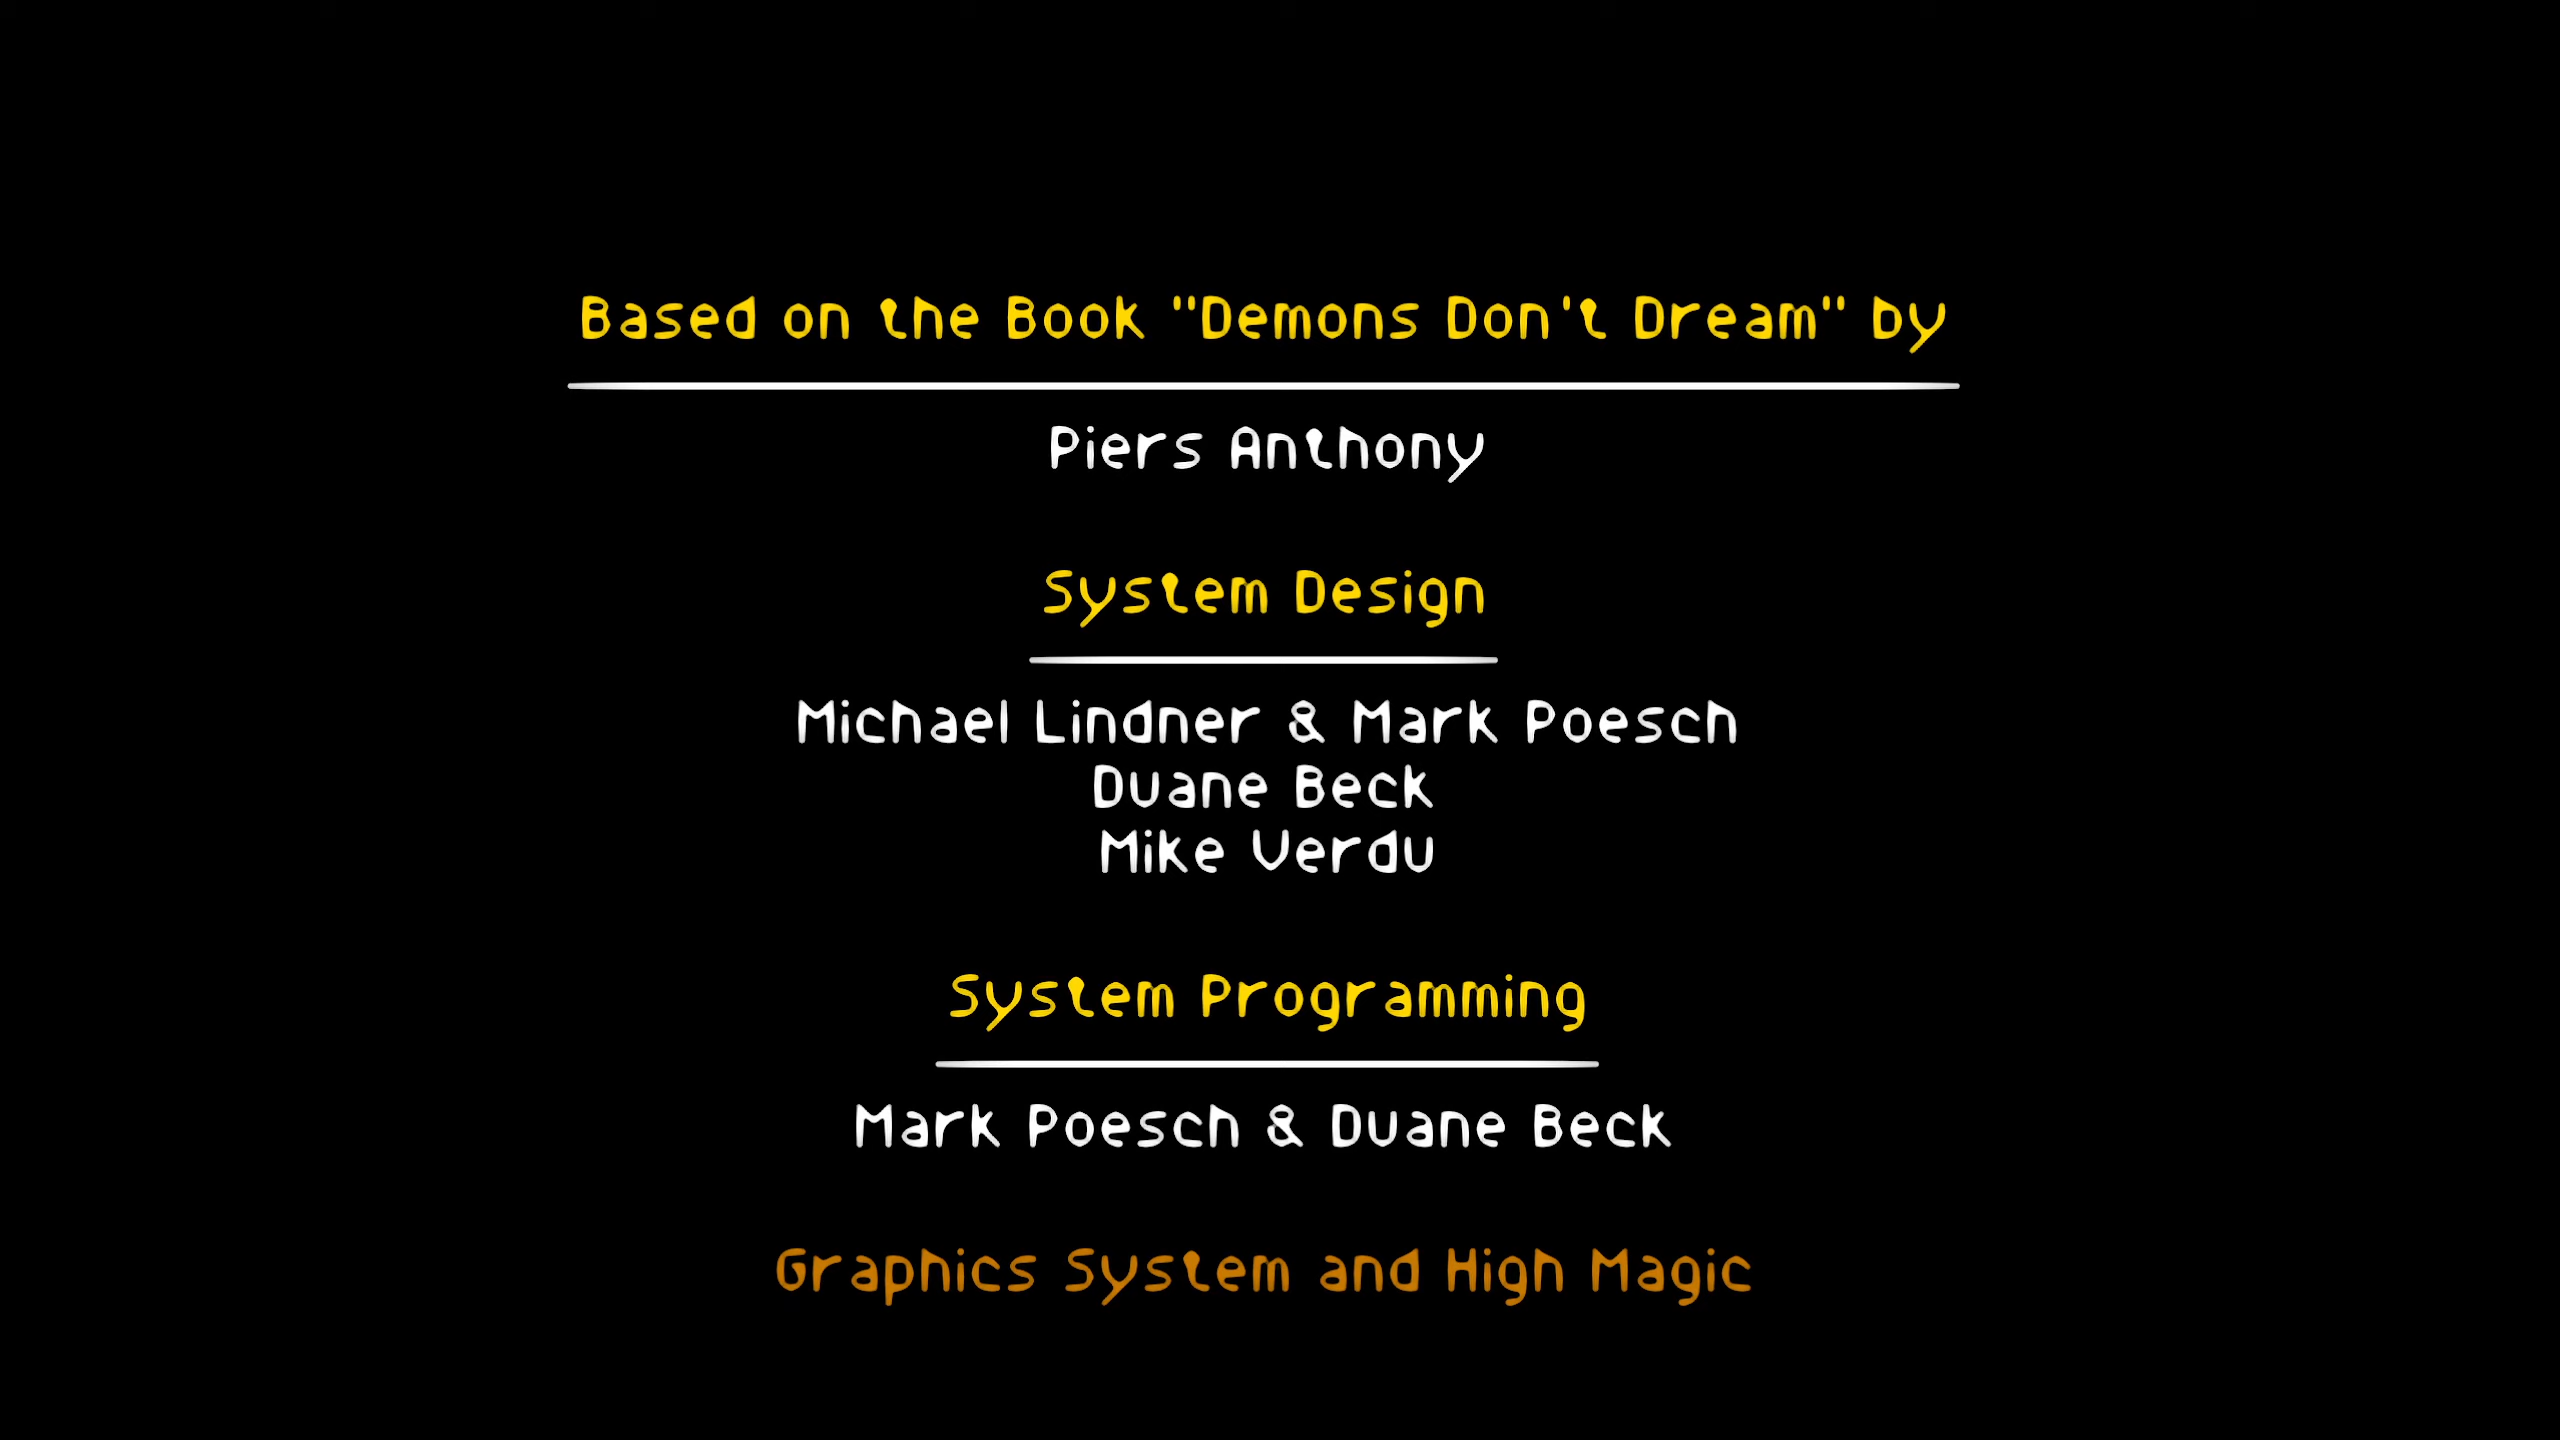 Based on the Book "Demons Don't Dream" by
Piers Anthony
System Design
Michael Lindner & Mark Poesch
Duane Beck
Mike Verdu
System Programming
Mark Poesch & Duane Beck
Graphics System and High Magic